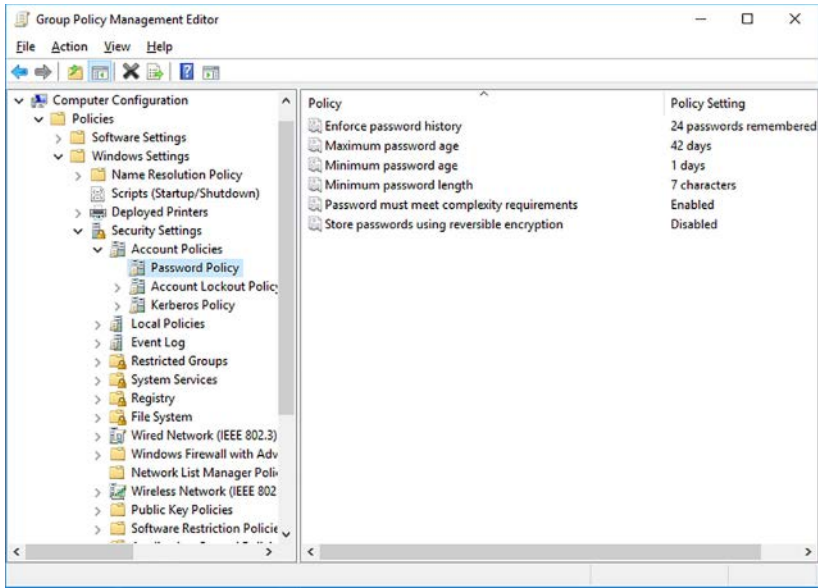 Group Policy Management Editor
File Action View Help
Computer Configuration
Policies
Software Settings
Windows Settings
Name Resolution Policy
Scripts (Startup/Shutdown)
Deployed Printers
Security Settings
Account Policies
Password Policy
Account Lockout Policy
Kerberos Policy
Local Policies
Event Log
Restricted Groups
System Services
Registry
File System
Wired Network (IEEE 802.3)
Windows Firewall with Adv
Network List Manager Poli
Wireless Network (IEEE 802
Public Key Policies
Software Restriction Policie
Policy Policy Setting
Enforce password history 24 passwords remembered
Maximum password age 42 days
Minimum password age 1 days
Minimum password length 7 characters
Password must meet complexity requirements Enabled
Store passwords using reversible encryption Disabled